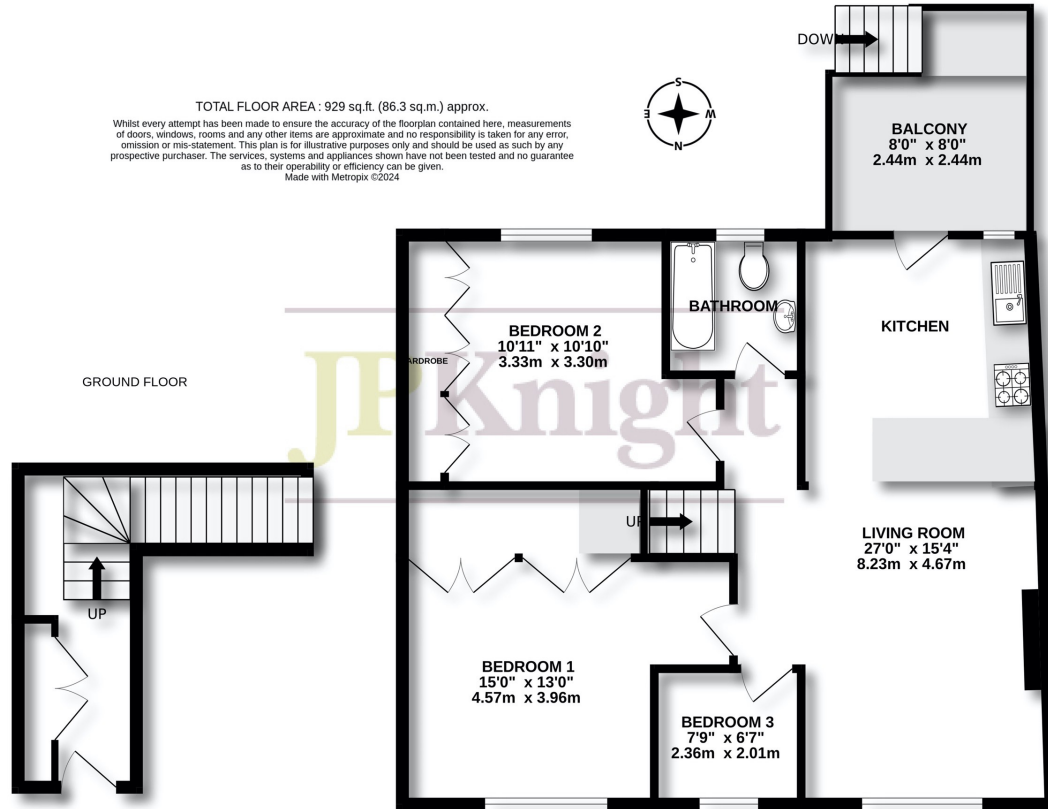 TOTAL FLOOR AREA : 929 sq.ft. (86.3 sq.m.) approx.
Whilst every attempt has been made to ensure the accuracy of the floorplan contained here, measurements
of doors, windows, rooms and any other items are approximate and no responsibility is taken for any error,
omission or mis-statement. This plan is for illustrative purposes only and should be used as such by any
prospective purchaser. The services, systems and appliances shown have not been tested and no guarantee
as to their operability or efficiency can be given.
Made with Metropix ©2024
S
E
W
N
DOWN
BALCONY
8'0" x 8'0"
2.44m x 2.44m
BATHROOM
BEDROOM 2
10'11" x 10'10"
3.33m x 3.30m
ARDROBE
KITCHEN
JPKnight
GROUND FLOOR
UP
LIVING ROOM
27'0" x 15'4"
8.23m x 4.67m
UP
BEDROOM 1
15'0" x 13'0"
4.57m x 3.96m
BEDROOM 3
7'9" x 6'7"
2.36m x 2.01m